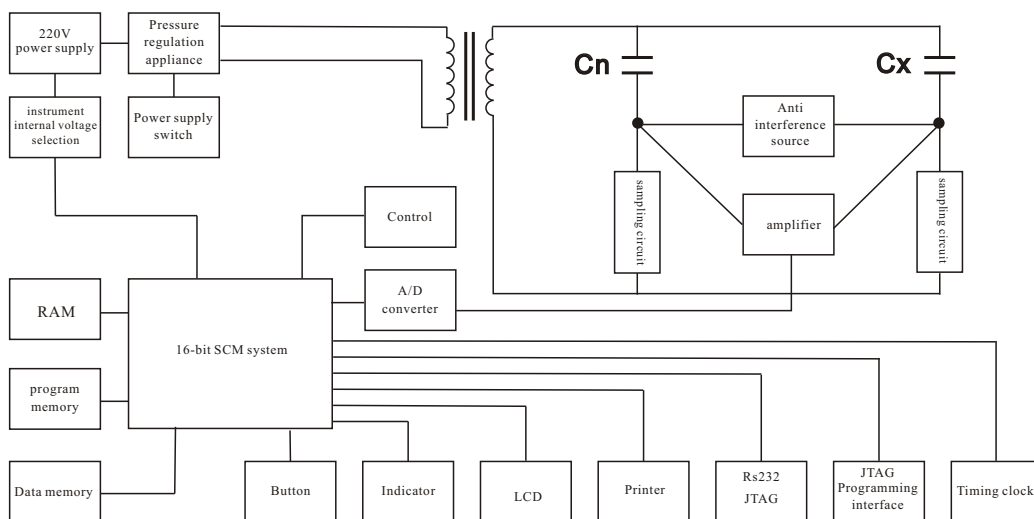 220V
power supply
Pressure
regulation
appliance
instrument
internal voltage
selection
Power supply
switch
Cn
Cx
Anti
interference
source
sampling circuit
amplifier
sampling circuit
Control
A/D
converter
RAM
16-bit SCM system
program
memory
Data memory
Button
Indicator
LCD
Printer
Rs232
JTAG
JTAG
Programming
interface
Timing clock